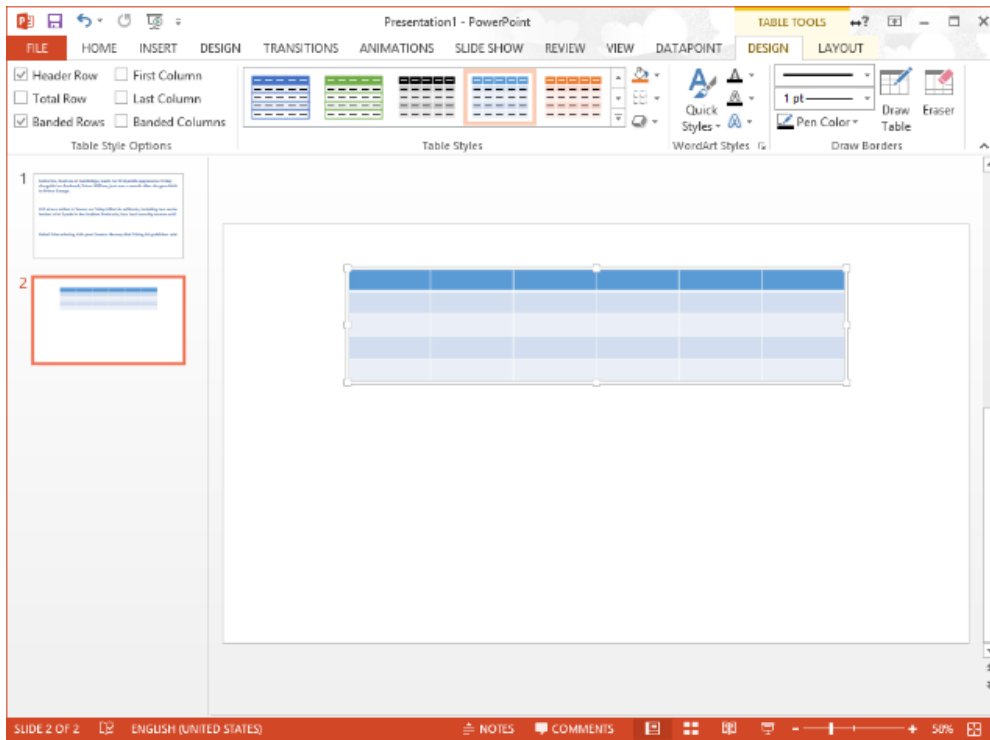 Presentation1 - PowerPoint
TABLE TOOLS
FILE HOME INSERT DESIGN TRANSITIONS ANIMATIONS SLIDE SHOW REVIEW VIEW DATAPOINT DESIGN LAYOUT
Header Row First Column
Total Row Last Column
Banded Rows Banded Columns
Table Style Options
Table Styles
Quick
Styles
WordArt Styles
1 pt
Pen Color
Draw
Table
Eraser
Draw Borders
1
2
SLIDE 2 OF 2 ENGLISH (UNITED STATES) NOTES COMMENTS 58%